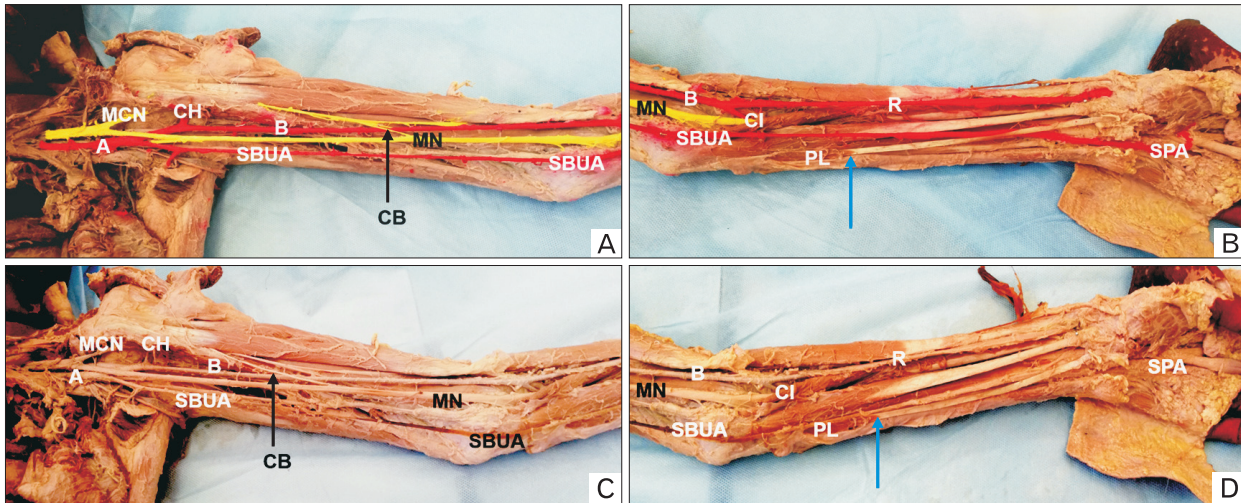 MCN CH
A B MN
SBUA SBUA
CB
A
MN B R
CI
SBUA
PL SPA
B
MCN CH
A B
SBUA MN
SBUA
CB
C
B R
MN CI SPA
SBUA PL
D